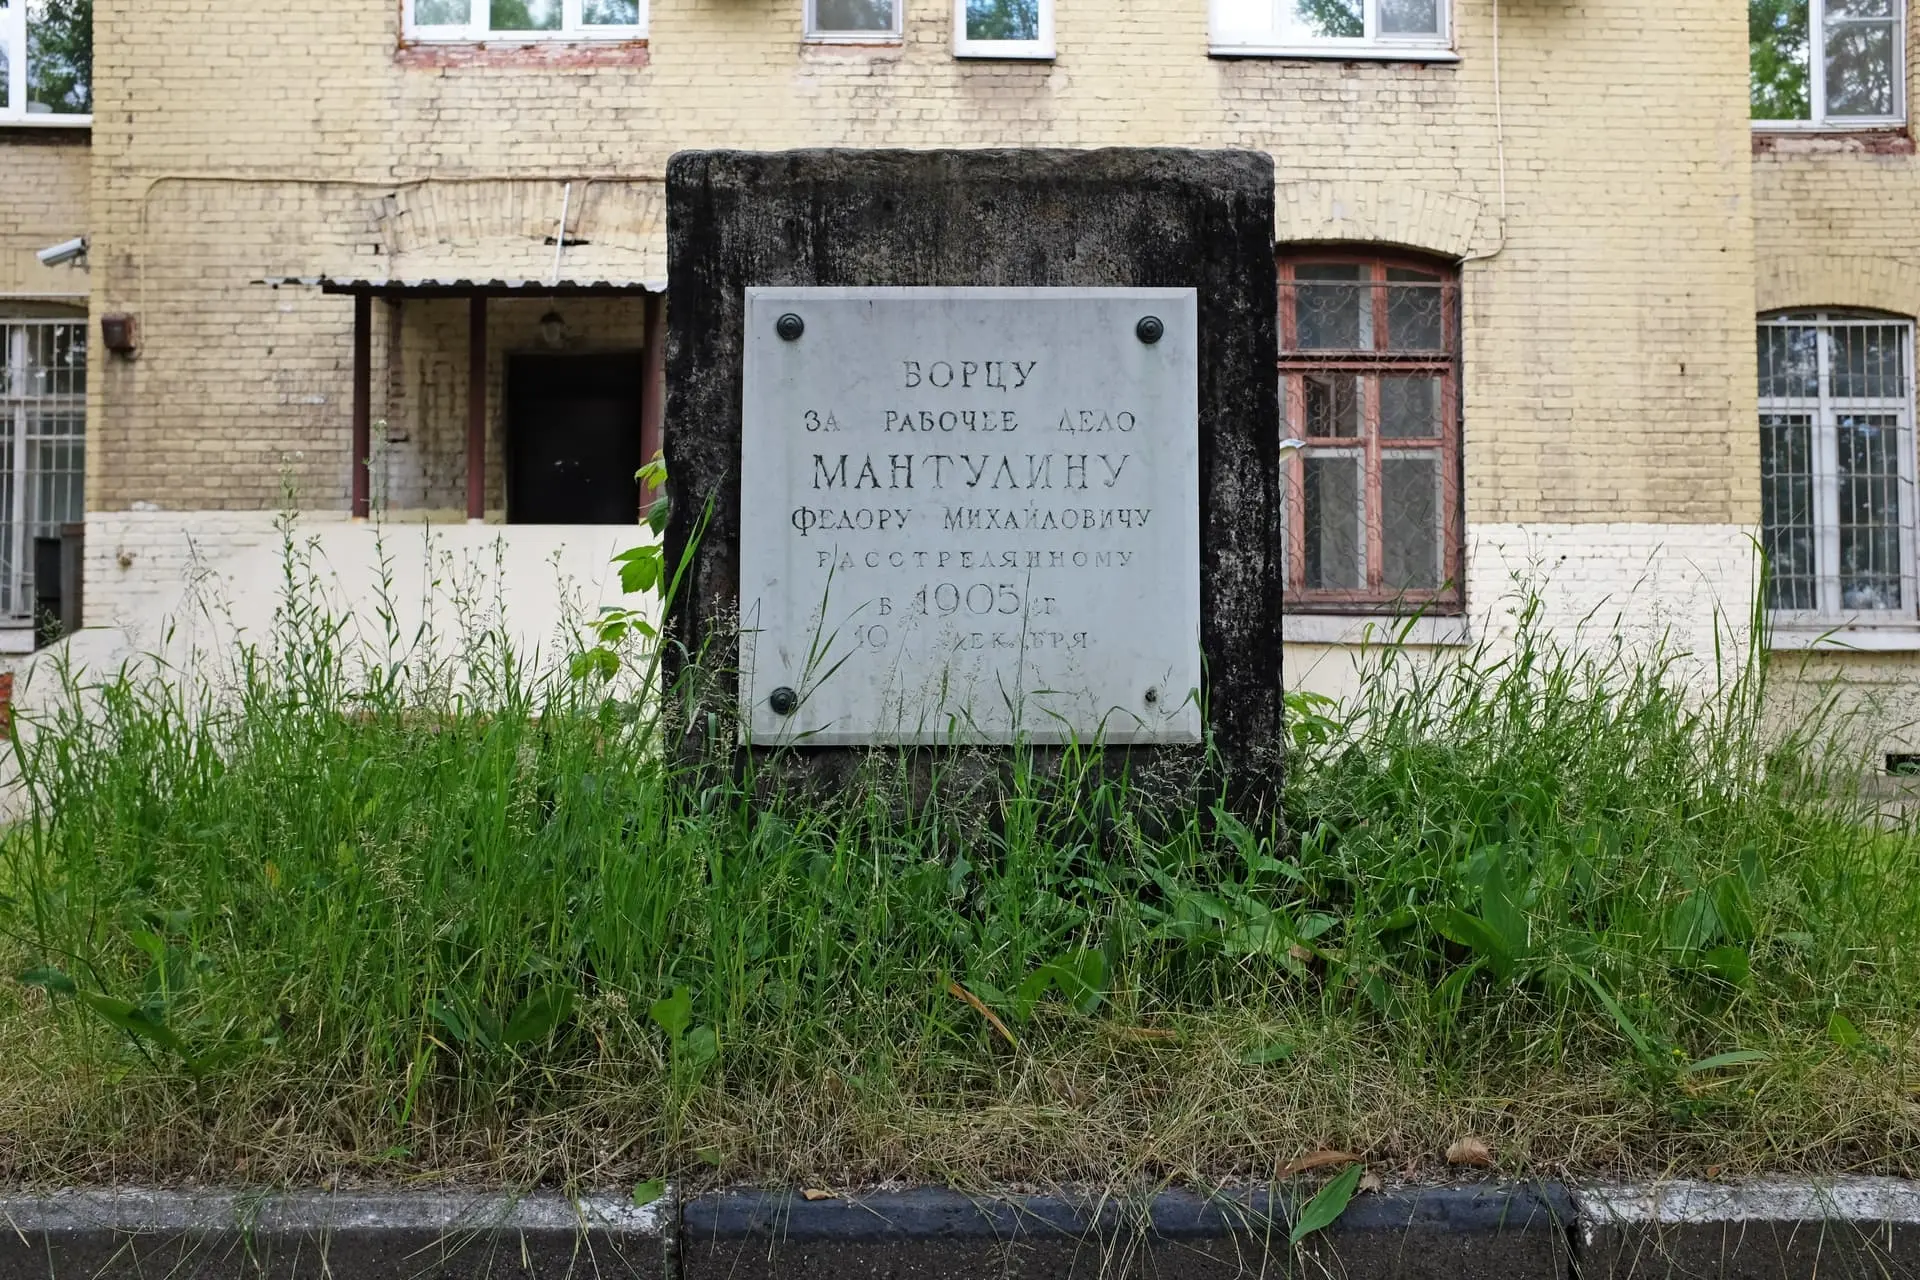 БОРЦУ
ЗА РАБОЧЕЕ ДЕЛО
МАНТУЛИНУ
ФЕДОРУ МИХАЙЛОВИЧУ
РАССТРЕЛЯННОМУ
В 1905 Г
19 ДЕКАБРЯ